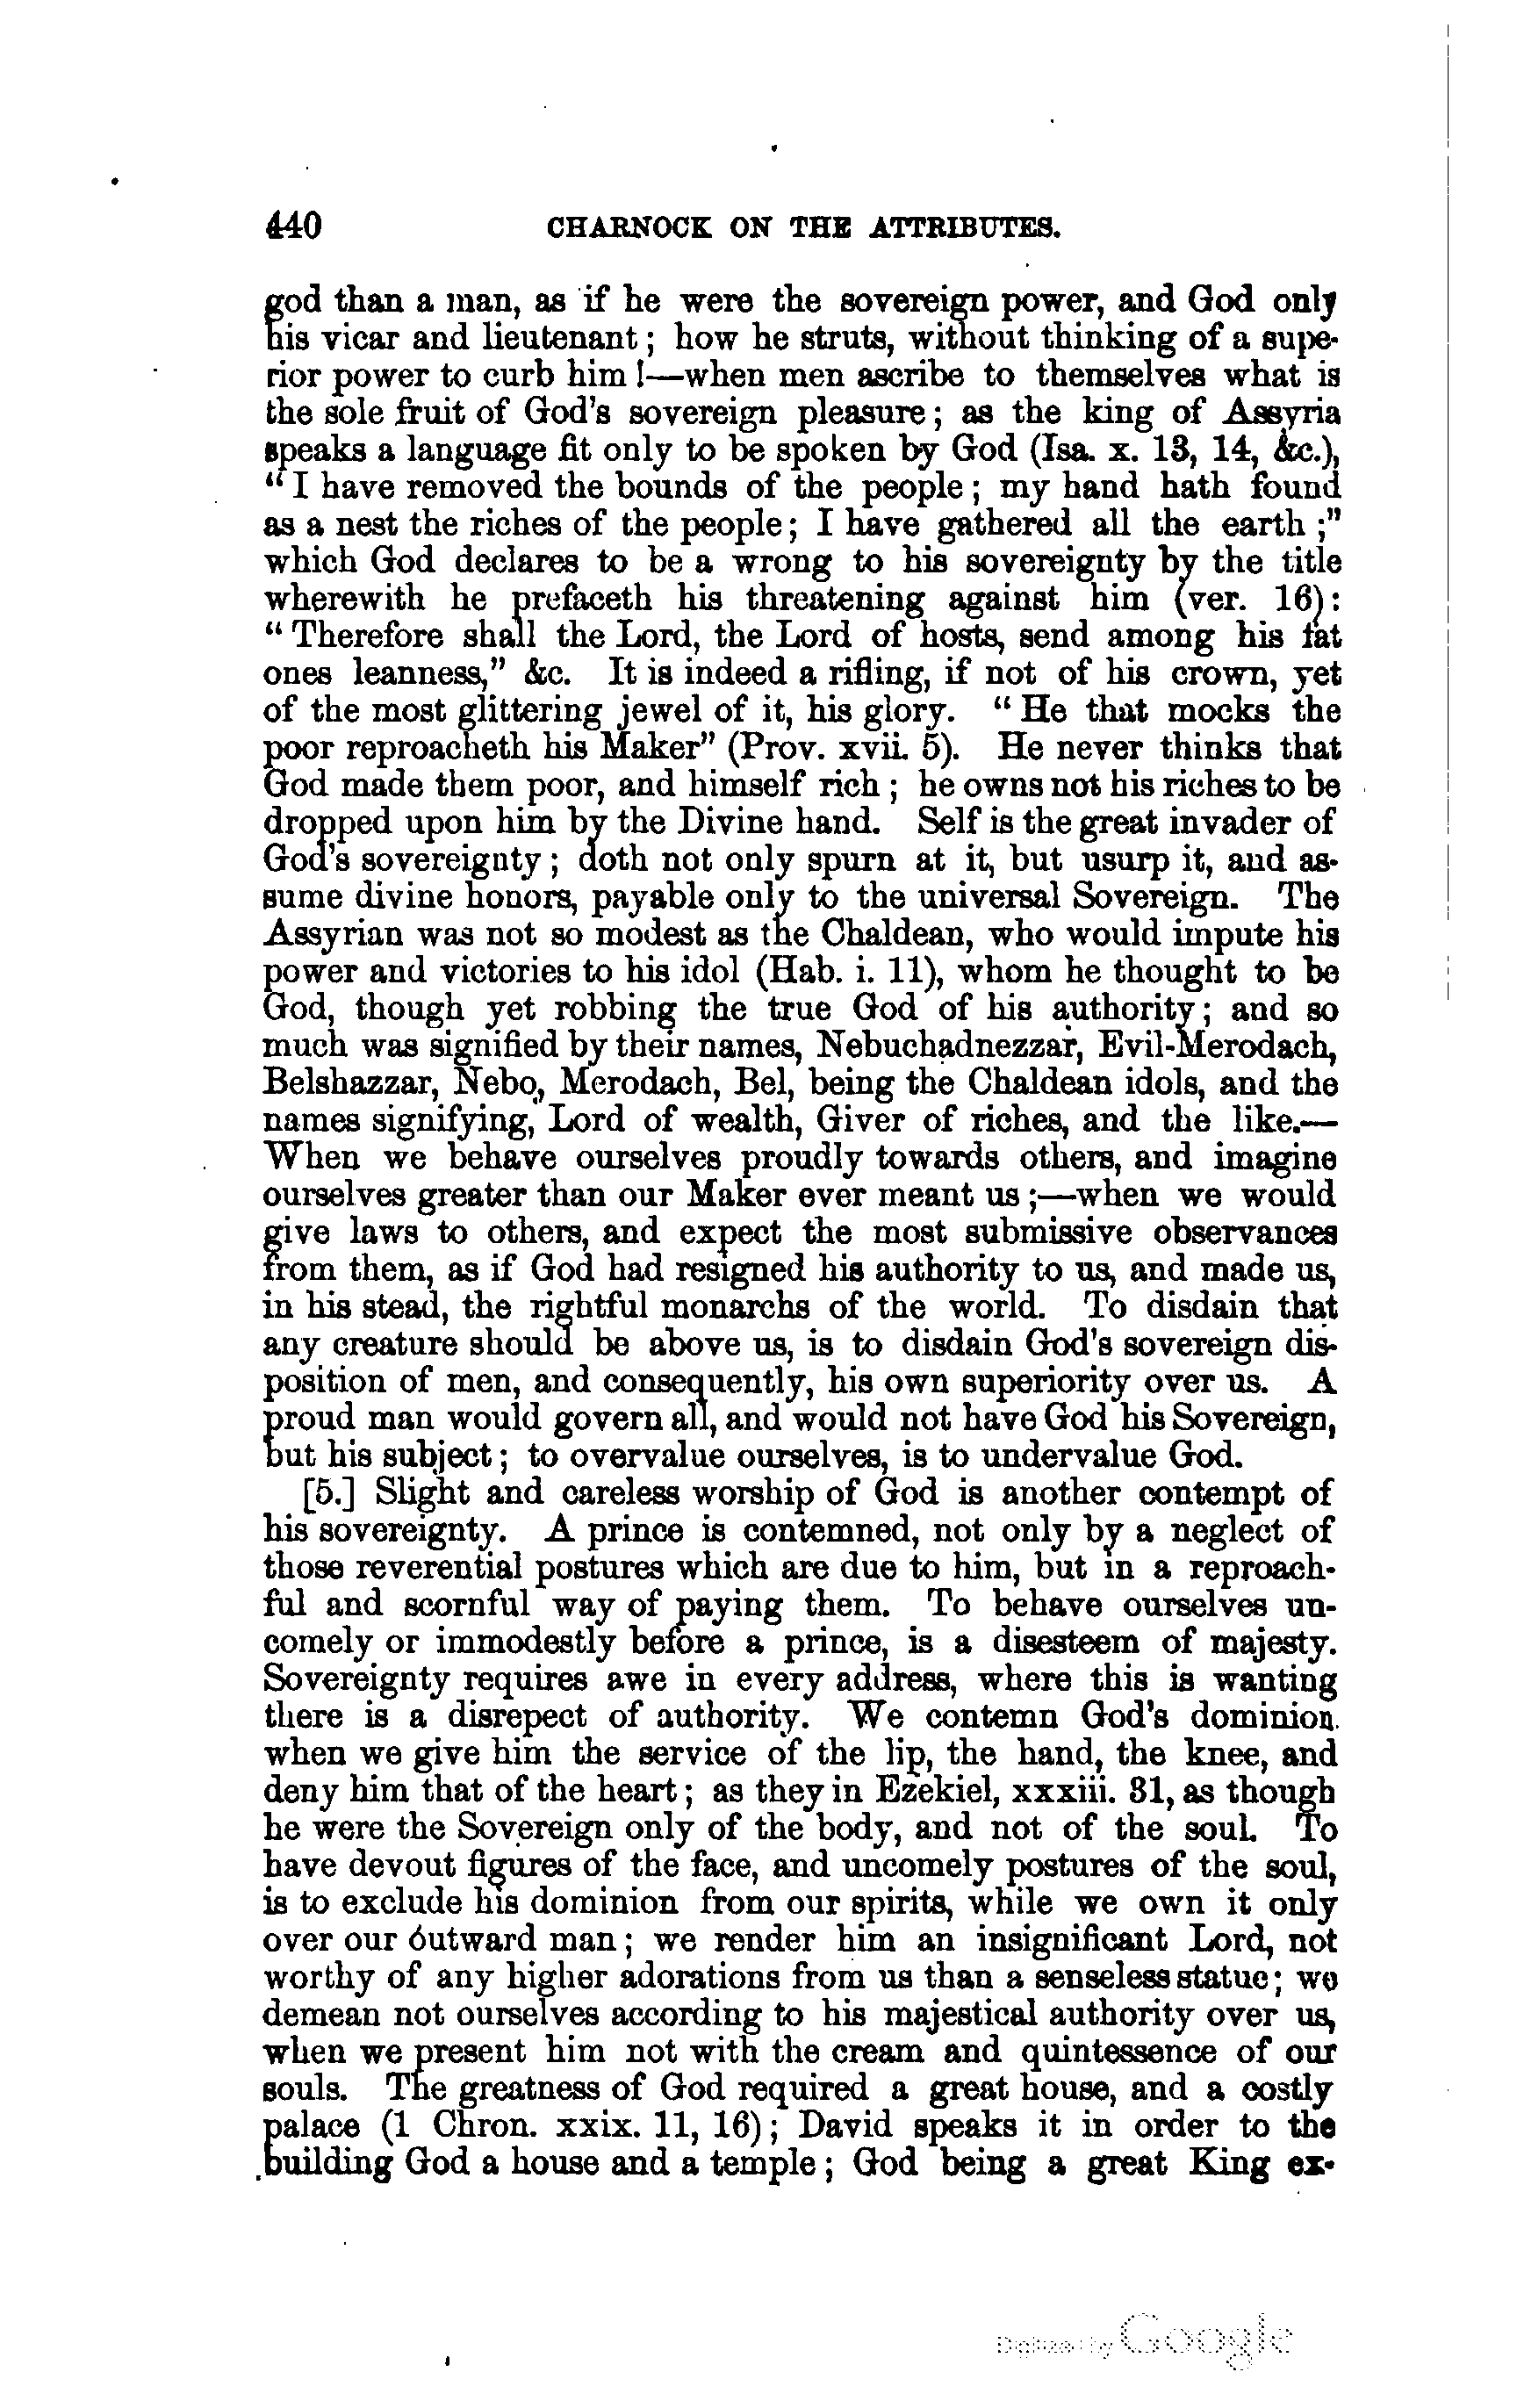 440 CHARNOCK ON THE ATTRIBUTES.
god than a man, as if he were the sovereign power, and God only
his vicar and lieutenant; how he struts, without thinking of a supe-
rior power to curb him!—when men ascribe to themselves what is
the sole fruit of God's sovereign pleasure; as the king of Assyria
speaks a language fit only to be spoken by God (Isa. x. 13, 14, &c.),
"I have removed the bounds of the people; my hand hath found
as a nest the riches of the people; I have gathered all the earth;"
which God declares to be a wrong to his sovereignty by the title
wherewith he prefaceth his threatening against him (ver. 16):
"Therefore shall the Lord, the Lord of hosts, send among his fat
ones leanness," &c. It is indeed a rifling, if not of his crown, yet
of the most glittering jewel of it, his glory. "He that mocks the
poor reproacheth his Maker" (Prov. xvii. 5). He never thinks that
God made them poor, and himself rich; he owns not his riches to be
dropped upon him by the Divine hand. Self is the great invader of
God's sovereignty; doth not only spurn at it, but usurp it, and as-
sume divine honors, payable only to the universal Sovereign. The
Assyrian was not so modest as the Chaldean, who would impute his
power and victories to his idol (Hab. i. 11), whom he thought to be
God, though yet robbing the true God of his authority; and so
much was signified by their names, Nebuchadnezzar, Evil-Merodach,
Belshazzar, Nebo, Merodach, Bel, being the Chaldean idols, and the
names signifying, Lord of wealth, Giver of riches, and the like.—
When we behave ourselves proudly towards others, and imagine
ourselves greater than our Maker ever meant us;—when we would
give laws to others, and expect the most submissive observances
from them, as if God had resigned his authority to us, and made us,
in his stead, the rightful monarchs of the world. To disdain that
any creature should be above us, is to disdain God's sovereign dis-
position of men, and consequently, his own superiority over us. A
proud man would govern all, and would not have God his Sovereign,
but his subject; to overvalue ourselves, is to undervalue God.
[5.] Slight and careless worship of God is another contempt of
his sovereignty. A prince is contemned, not only by a neglect of
those reverential postures which are due to him, but in a reproach-
ful and scornful way of paying them. To behave ourselves un-
comely or immodestly before a prince, is a disesteem of majesty.
Sovereignty requires awe in every address, where this is wanting
there is a disrepect of authority. We contemn God's dominion
when we give him the service of the lip, the hand, the knee, and
deny him that of the heart; as they in Ezekiel, xxxiii. 31, as though
he were the Sovereign only of the body, and not of the soul. To
have devout figures of the face, and uncomely postures of the soul,
is to exclude his dominion from our spirits, while we own it only
over our outward man; we render him an insignificant Lord, not
worthy of any higher adorations from us than a senseless statue; we
demean not ourselves according to his majestical authority over us,
when we present him not with the cream and quintessence of our
souls. The greatness of God required a great house, and a costly
palace (1 Chron. xxix. 11, 16); David speaks it in order to the
building God a house and a temple; God being a great King ex-
Digitized by Google